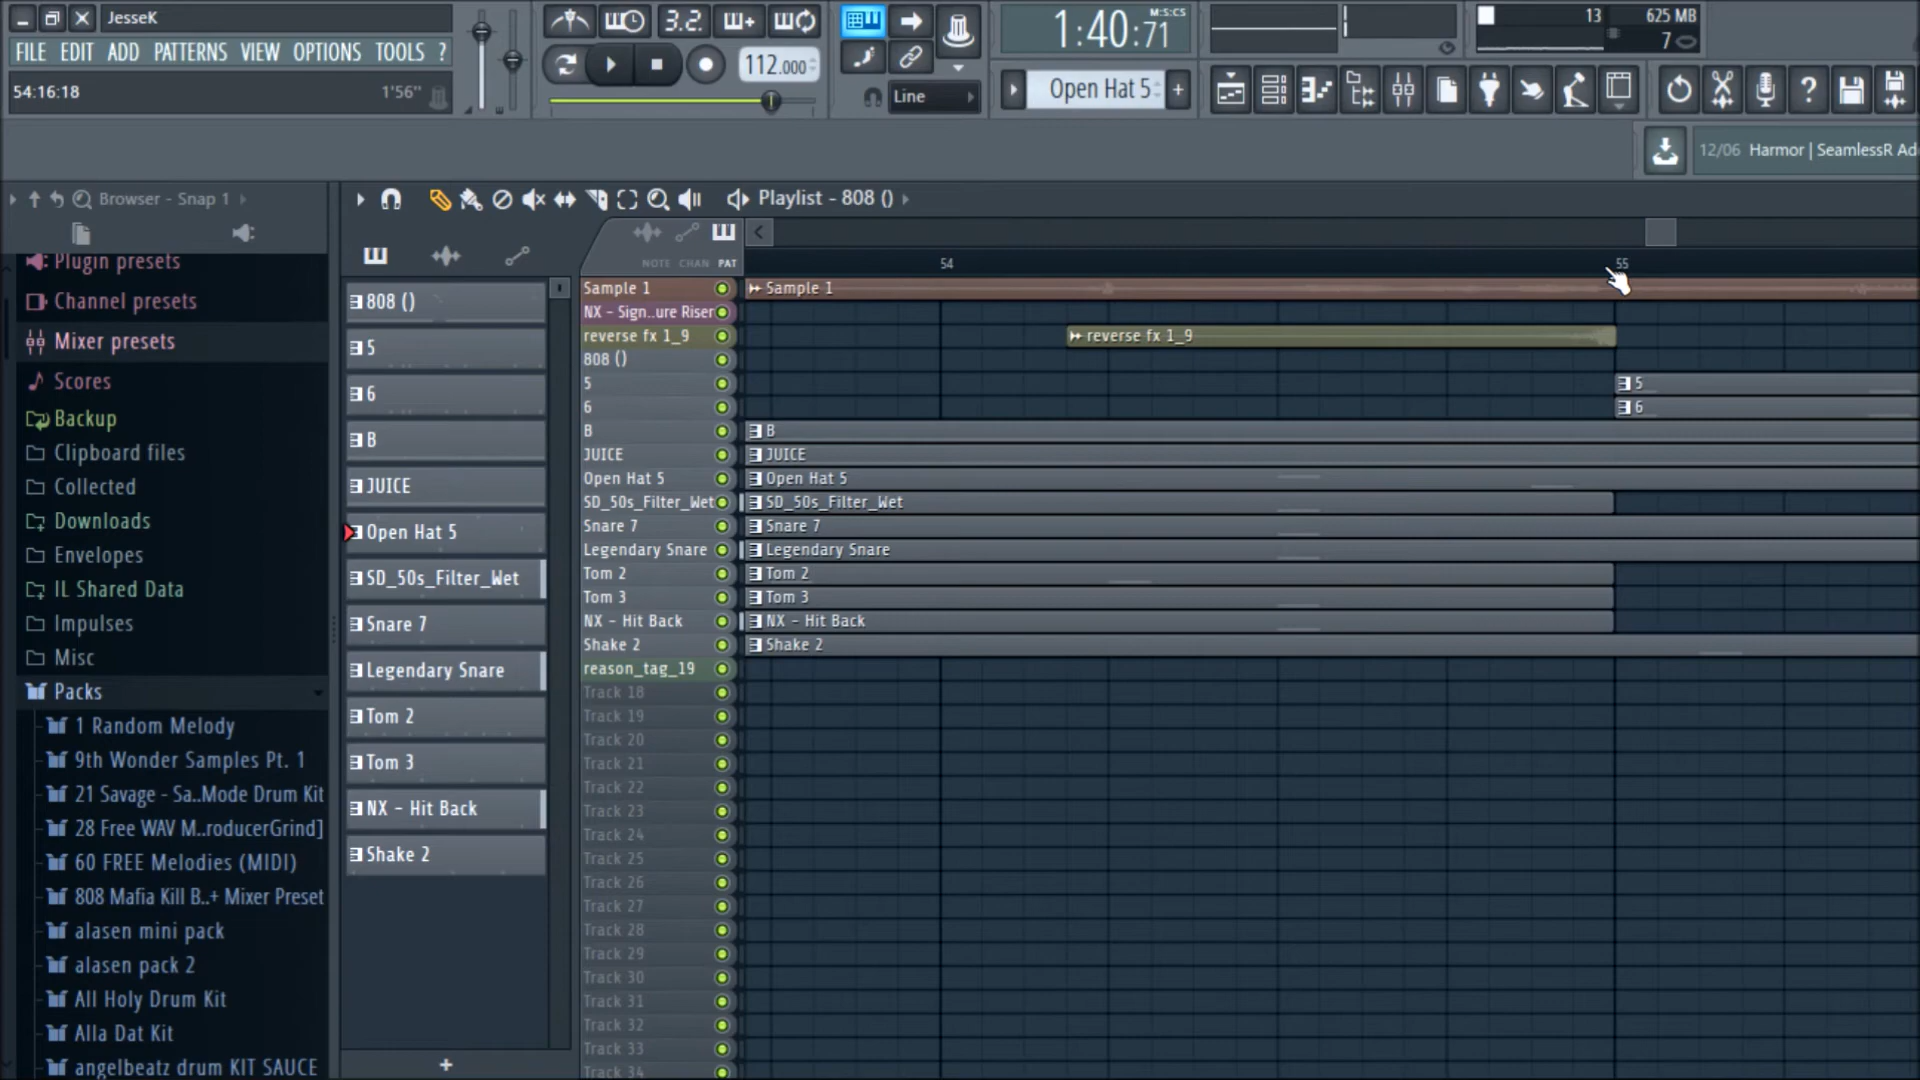 JesseK
FILE EDIT ADD PATTERNS VIEW OPTIONS TOOLS ?
54:16:18 1'56"
3.2.
112.000
Line
1:40:71 M:S:CS
Open Hat 5
13 625 MB
7
12/06 Harmor | SeamlessR Ad
Browser - Snap 1
Plugin presets
Channel presets
Mixer presets
Scores
Backup
Clipboard files
Collected
Downloads
Envelopes
IL Shared Data
Impulses
Misc
Packs
1 Random Melody
9th Wonder Samples Pt. 1
21 Savage - Sa..Mode Drum Kit
28 Free WAV M..roducerGrind]
60 FREE Melodies (MIDI)
808 Mafia Kill B..+ Mixer Preset
alasen mini pack
alasen pack 2
All Holy Drum Kit
Alla Dat Kit
angelbeatz drum KIT SAUCE
Playlist - 808 ()
808 ()
5
6
B
JUICE
Open Hat 5
SD_50s_Filter_Wet
Snare 7
Legendary Snare
Tom 2
Tom 3
NX - Hit Back
Shake 2
+
NOTE CHAN PAT
54 55
Sample 1 Sample 1
NX - Sign..ure Riser
reverse fx 1_9 reverse fx 1_9
808 ()
5 5
6 6
B B
JUICE JUICE
Open Hat 5 Open Hat 5
SD_50s_Filter_Wet SD_50s_Filter_Wet
Snare 7 Snare 7
Legendary Snare Legendary Snare
Tom 2 Tom 2
Tom 3 Tom 3
NX - Hit Back NX - Hit Back
Shake 2 Shake 2
reason_tag_19
Track 18
Track 19
Track 20
Track 21
Track 22
Track 23
Track 24
Track 25
Track 26
Track 27
Track 28
Track 29
Track 30
Track 31
Track 32
Track 33
Track 34